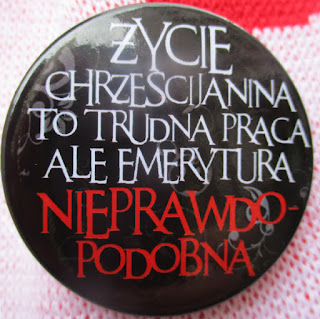 ŻYCIE
CHRZEŚCIJANINA
TO TRUDNA PRACA
ALE EMERYTURA
NIEPRAWDO-
PODOBNA